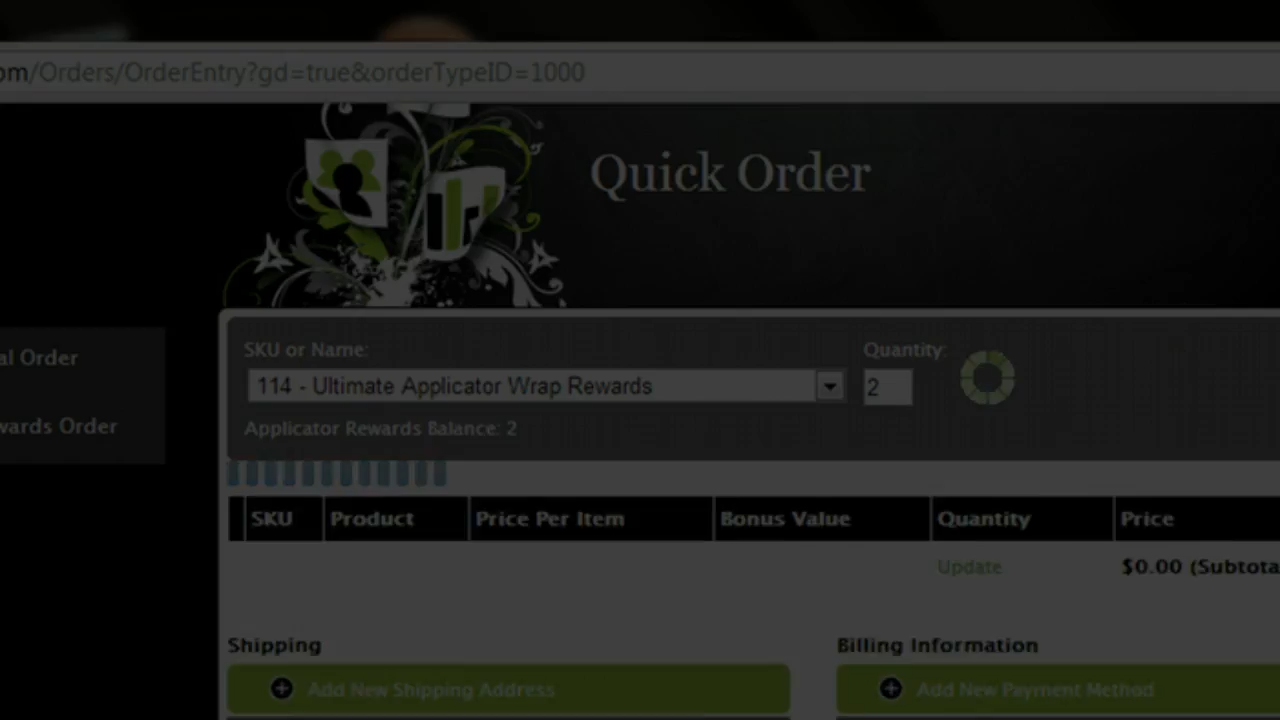 om/Orders/OrderEntry?gd=true&orderTypeID=1000
Quick Order
al Order
wards Order
SKU or Name:
Quantity:
114 - Ultimate Applicator Wrap Rewards
2
Applicator Rewards Balance: 2
SKU Product Price Per Item Bonus Value Quantity Price
Update $0.00 (Subtota
Shipping
Billing Information
Add New Shipping Address
Add New Payment Method